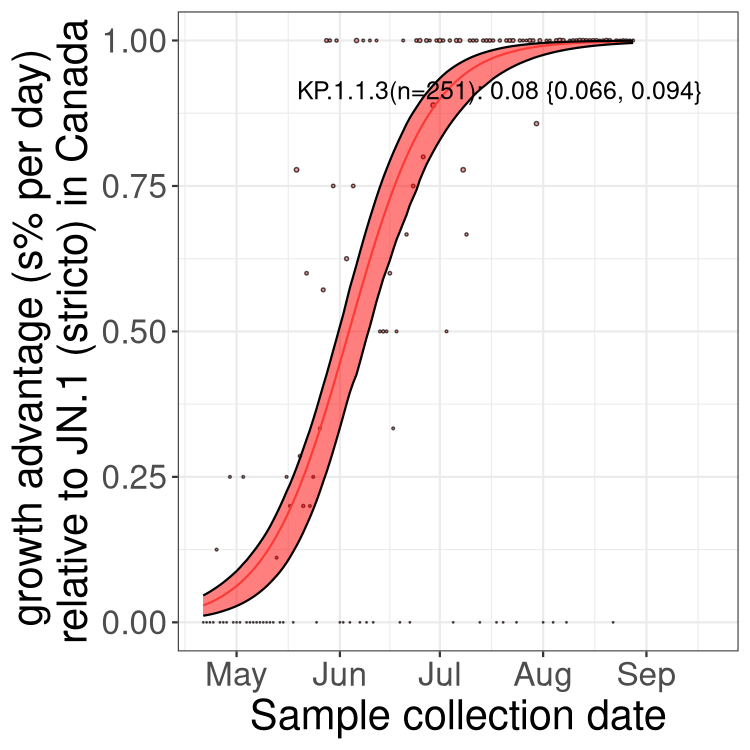 growth advantage (s% per day)
relative to JN.1 (stricto) in Canada
1.00
0.75
0.50
0.25
0.00
KP.1.1.3(n=251): 0.08 {0.066, 0.094}
May Jun Jul Aug Sep
Sample collection date